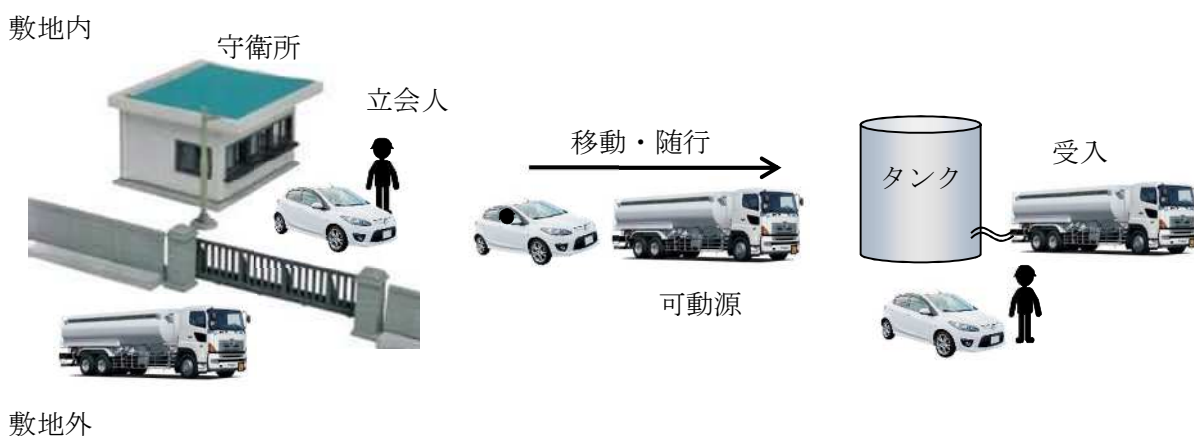 敷地内
守衛所
立会人
移動・随行
可動源
タンク
受入
敷地外